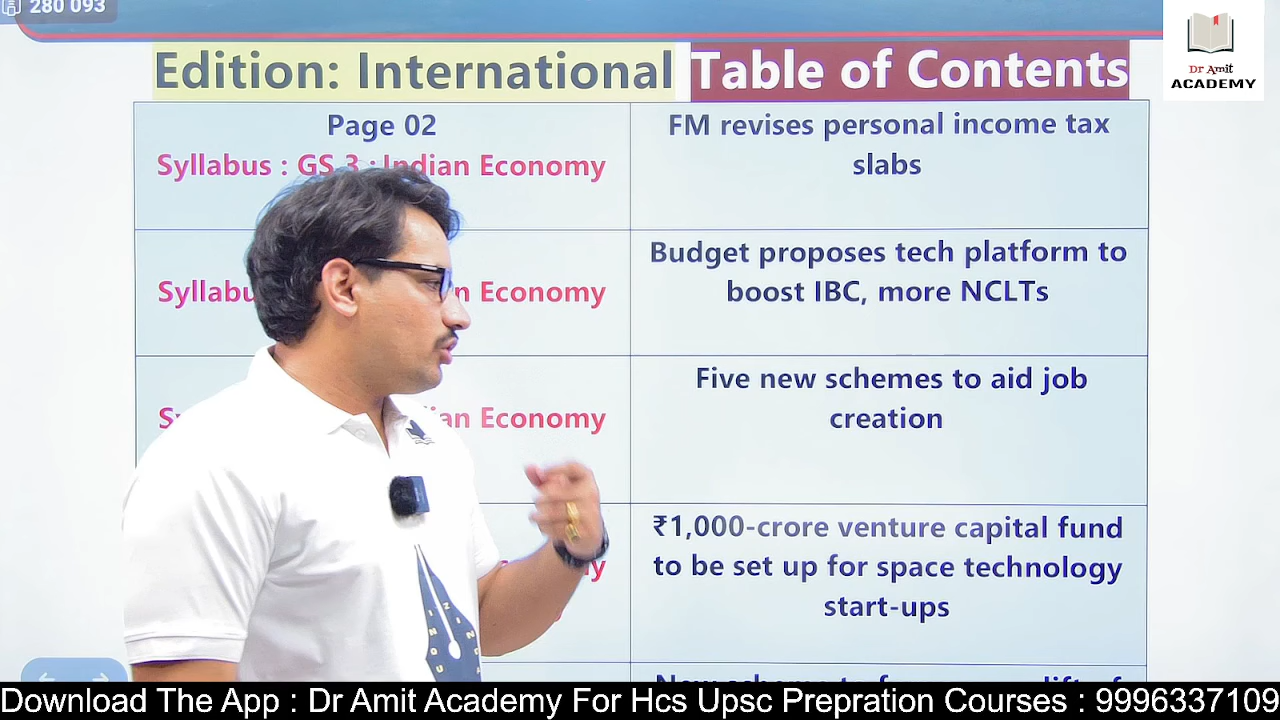 280 093
Dr Amit
ACADEMY
Edition: International Table of Contents
Page 02
Syllabus : GS 3 : Indian Economy
FM revises personal income tax
slabs
Economy
Budget proposes tech platform to
boost IBC, more NCLTs
Economy
Five new schemes to aid job
creation
₹1,000-crore venture capital fund
to be set up for space technology
start-ups
Download The App : Dr Amit Academy For Hcs Upsc Prepration Courses : 9996337109